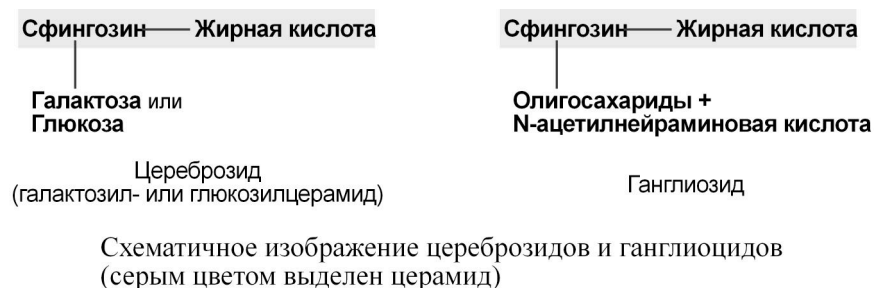 Сфингозин — Жирная кислота
Галактоза или
Глюкоза
Цереброзид
(галактозил- или глюкозилцерамид)
Сфингозин — Жирная кислота
Олигосахариды +
N-ацетилнейраминовая кислота
Ганглиозид
Схематичное изображение цереброзидов и ганглиоцидов
(серым цветом выделен церамид)